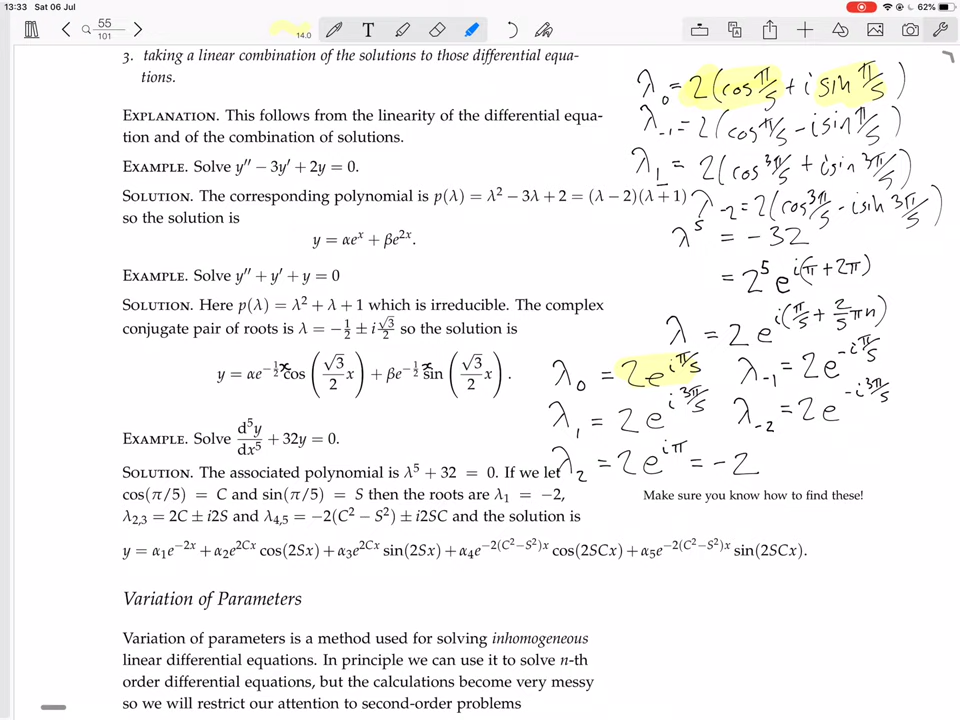 13:33 Sat 06 Jul
62%
55
101
14.0
T
3. taking a linear combination of the solutions to those differential equa-
tions.
EXPLANATION. This follows from the linearity of the differential equa-
tion and of the combination of solutions.
EXAMPLE. Solve y″ − 3y′ + 2y = 0.
SOLUTION. The corresponding polynomial is p(λ) = λ² − 3λ + 2 = (λ − 2)(λ + 1)
so the solution is
y = αeˣ + βe²ˣ.
EXAMPLE. Solve y″ + y′ + y = 0
SOLUTION. Here p(λ) = λ² + λ + 1 which is irreducible. The complex
conjugate pair of roots is λ = −1/2 ± i√3/2 so the solution is
y = αe^{−1/2 x} cos(√3/2 x) + βe^{−1/2 x} sin(√3/2 x).
EXAMPLE. Solve d⁵y/dx⁵ + 32y = 0.
SOLUTION. The associated polynomial is λ⁵ + 32 = 0. If we let
cos(π/5) = C and sin(π/5) = S then the roots are λ₁ = −2,
λ₂,₃ = 2C ± i2S and λ₄,₅ = −2(C² − S²) ± i2SC and the solution is
y = α₁e^{−2x} + α₂e^{2Cx} cos(2Sx) + α₃e^{2Cx} sin(2Sx) + α₄e^{−2(C²−S²)x} cos(2SCx) + α₅e^{−2(C²−S²)x} sin(2SCx).
Variation of Parameters
Variation of parameters is a method used for solving inhomogeneous
linear differential equations. In principle we can use it to solve n-th
order differential equations, but the calculations become very messy
so we will restrict our attention to second-order problems
λ₀ = 2(cos π/5 + i sin π/5)
λ₋₁ = 2(cos π/5 − i sin π/5)
λ₁ = 2(cos 3π/5 + i sin 3π/5)
λ₋₂ = 2(cos 3π/5 − i sin 3π/5)
λ⁵ = −32
= 2⁵ e^{i(π + 2π)}
λ = 2e^{i(π/5 + 2/5 πn)}
λ₀ = 2e^{iπ/5} λ₋₁ = 2e^{−iπ/5}
λ₁ = 2e^{i3π/5} λ₋₂ = 2e^{−i3π/5}
λ₂ = 2e^{iπ} = −2
Make sure you know how to find these!